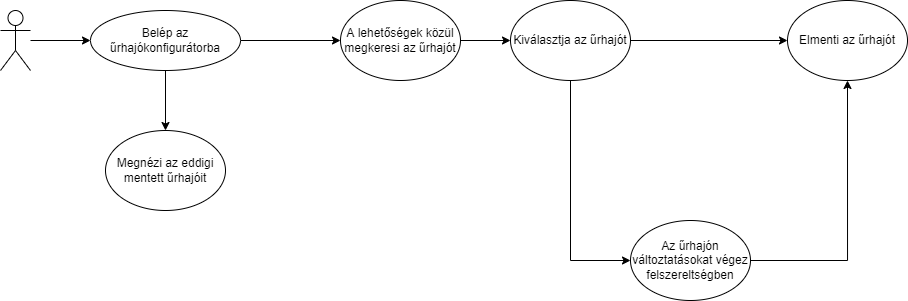 Belép az
űrhajókonfigurátorba
A lehetőségek közül
megkeresi az űrhajót
Kiválasztja az űrhajót
Elmenti az űrhajót
Megnézi az eddigi
mentett űrhajóit
Az űrhajón
változtatásokat végez
felszereltségben